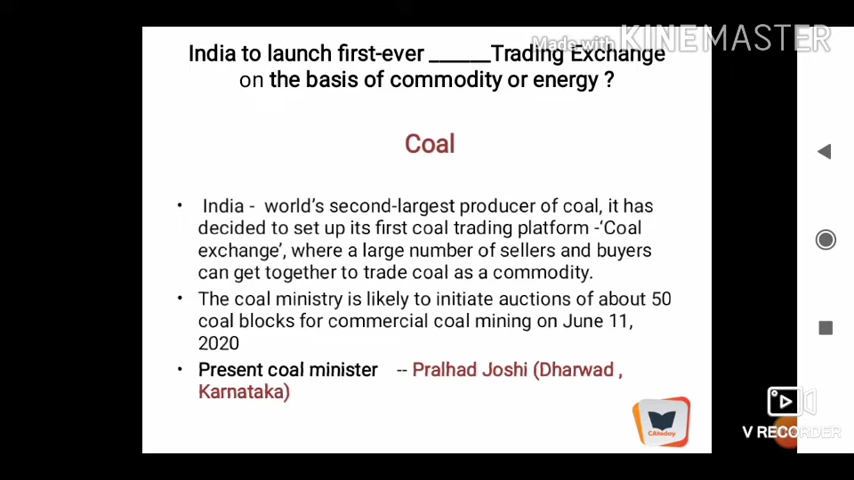 Made with KINEMASTER
India to launch first-ever ______Trading Exchange
on the basis of commodity or energy ?
Coal
• India - world's second-largest producer of coal, it has
decided to set up its first coal trading platform -'Coal
exchange', where a large number of sellers and buyers
can get together to trade coal as a commodity.
• The coal ministry is likely to initiate auctions of about 50
coal blocks for commercial coal mining on June 11,
2020
• Present coal minister -- Pralhad Joshi (Dharwad ,
Karnataka)
CAtoday
V RECORDER